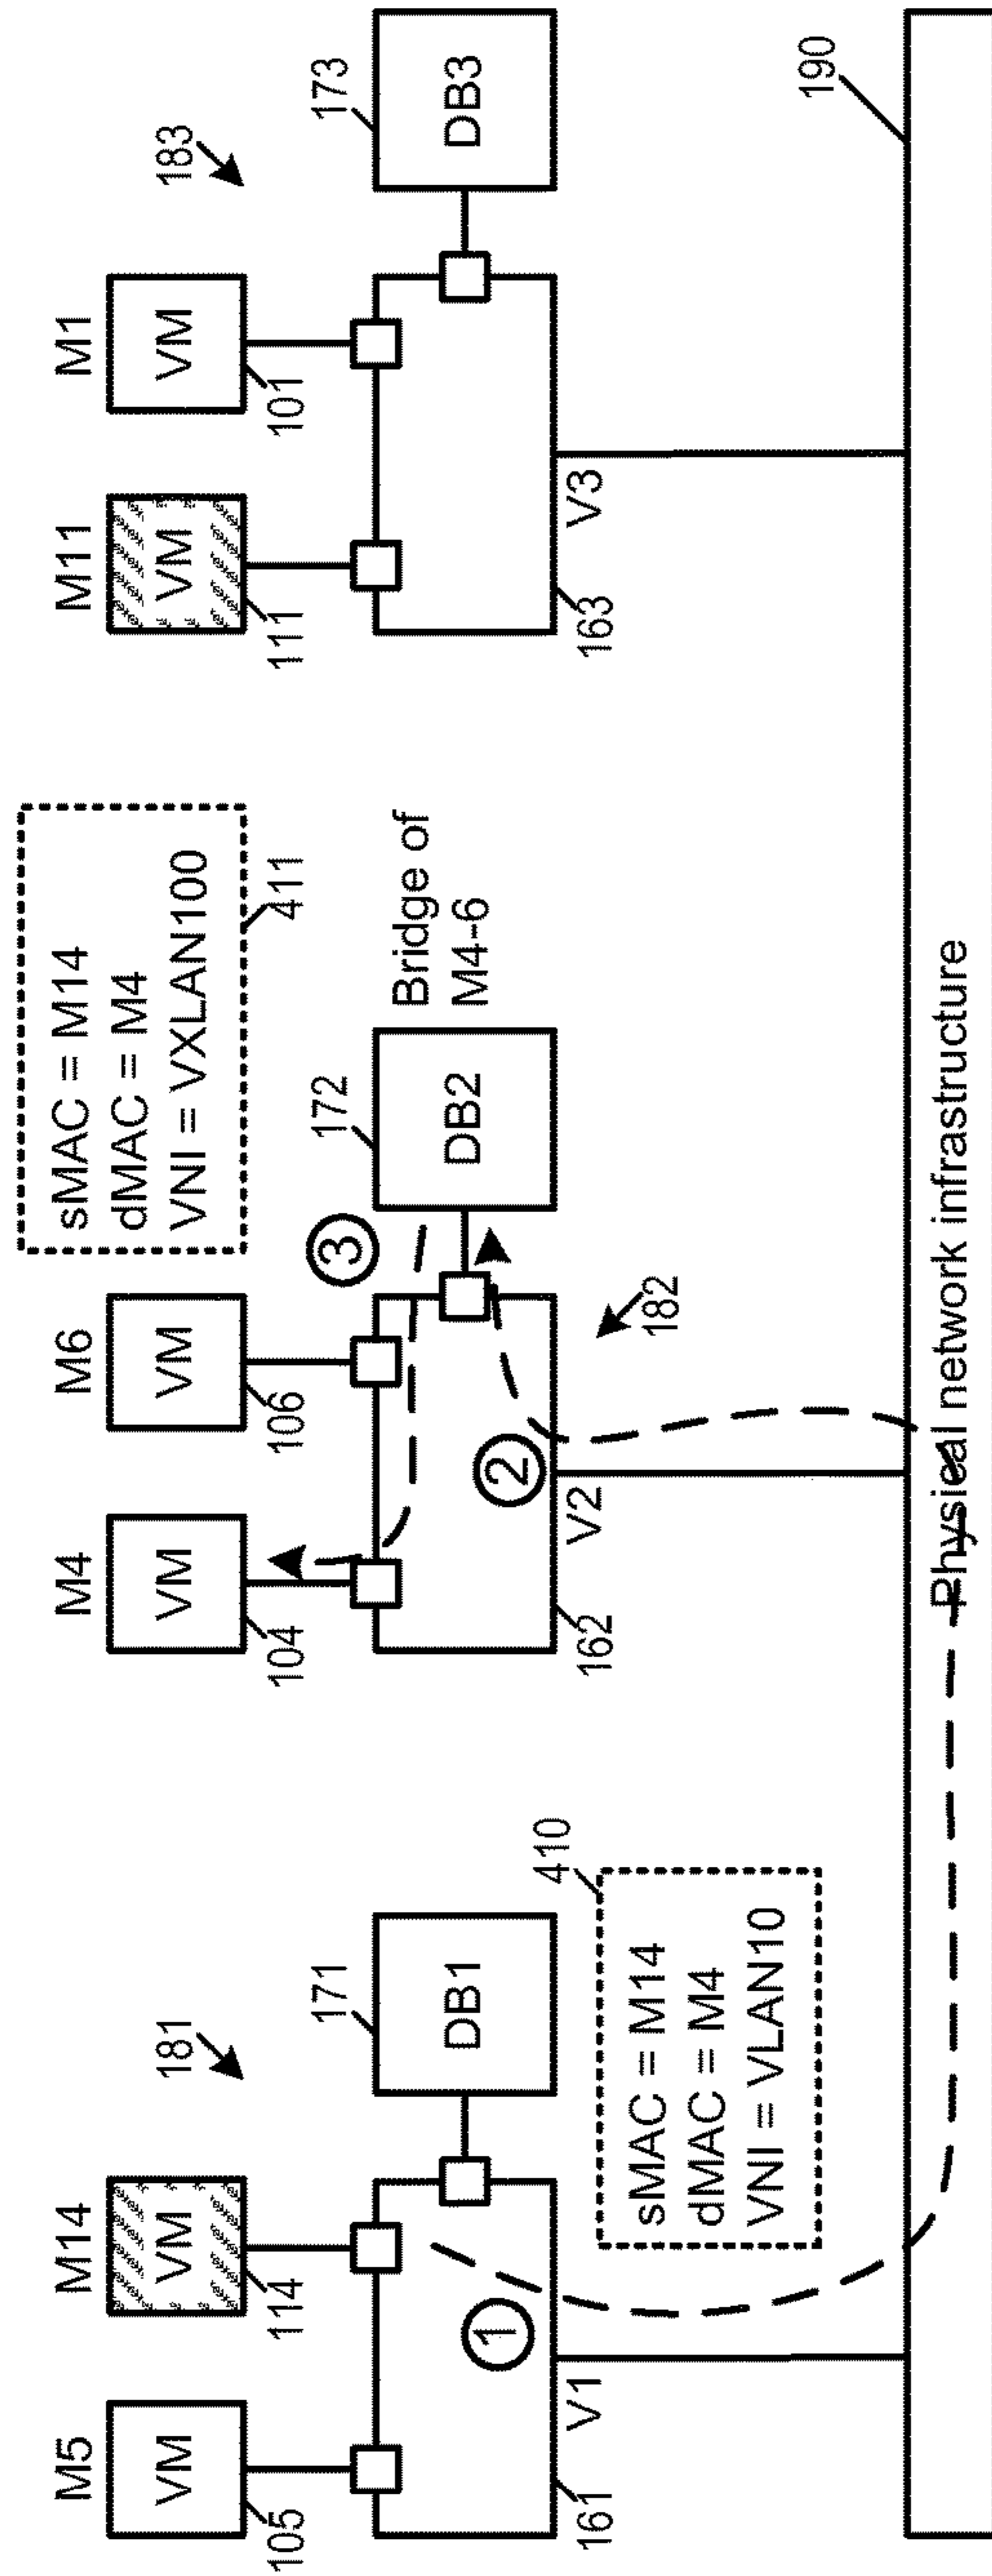 M5
VM
105
M14
VM
114
181
171
DB1
1
V1
161
410
sMAC = M14
dMAC = M4
VNI = VLAN10
M4
VM
104
M6
VM
106
sMAC = M14
dMAC = M4
VNI = VXLAN100
411
3
172
DB2
Bridge of
M4-6
2
V2
162
182
M11
VM
111
M1
VM
101
183
173
DB3
V3
163
190
Physical network infrastructure